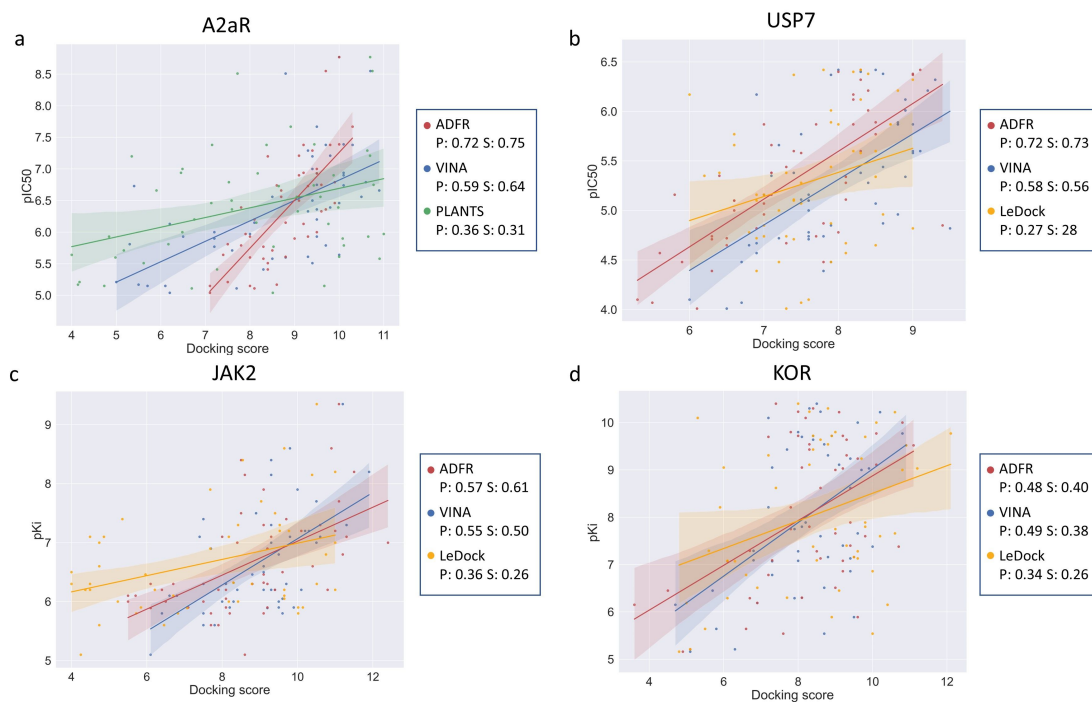 A2aR
a
8.5
8.0
7.5
7.0
6.5
6.0
5.5
5.0
pIC50
4 5 6 7 8 9 10 11
Docking score
ADFR
P: 0.72 S: 0.75
VINA
P: 0.59 S: 0.64
PLANTS
P: 0.36 S: 0.31
USP7
b
6.5
6.0
5.5
5.0
4.5
4.0
pIC50
6 7 8 9
Docking score
ADFR
P: 0.72 S: 0.73
VINA
P: 0.58 S: 0.56
LeDock
P: 0.27 S: 28
JAK2
c
9
8
7
6
5
pKi
4 6 8 10 12
Docking score
ADFR
P: 0.57 S: 0.61
VINA
P: 0.55 S: 0.50
LeDock
P: 0.36 S: 0.26
KOR
d
10
9
8
7
6
5
pKi
4 6 8 10 12
Docking score
ADFR
P: 0.48 S: 0.40
VINA
P: 0.49 S: 0.38
LeDock
P: 0.34 S: 0.26